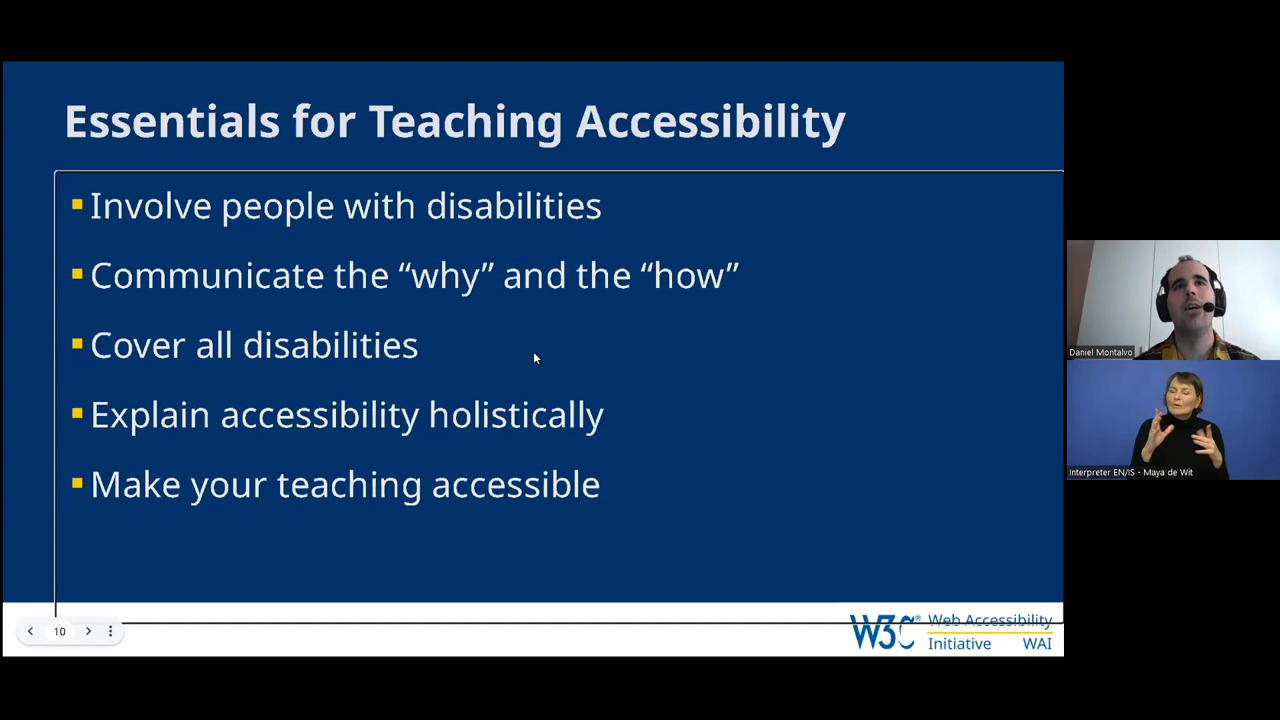 Essentials for Teaching Accessibility
Involve people with disabilities
Communicate the “why” and the “how”
Cover all disabilities
Explain accessibility holistically
Make your teaching accessible
10
W3C® Web Accessibility
Initiative WAI
Daniel Montalvo
Interpreter EN/IS - Maya de Wit